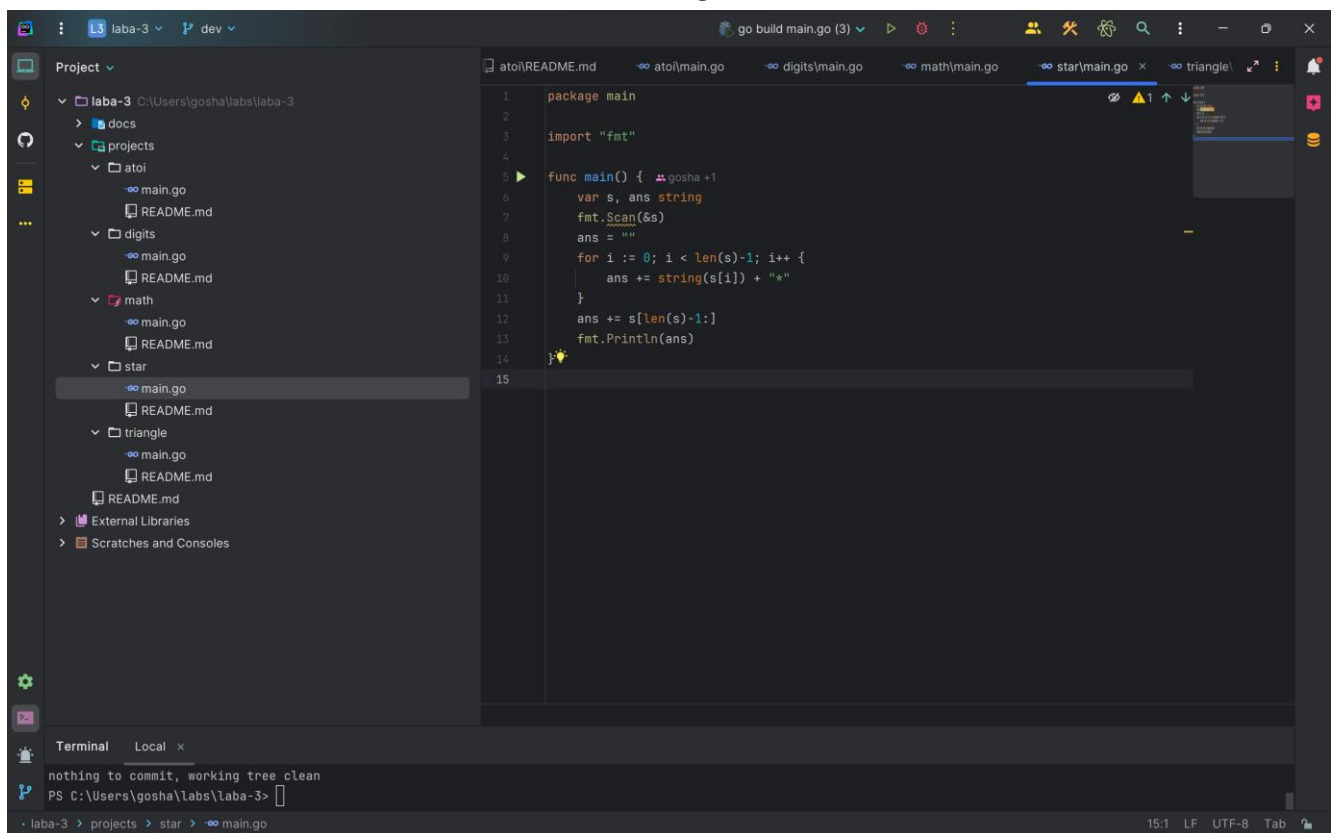 L3 laba-3 dev go build main.go (3)
Project
atoi\README.md atoi\main.go digits\main.go math\main.go star\main.go × triangle\
laba-3 C:\Users\gosha\labs\laba-3
docs
projects
atoi
main.go
README.md
digits
main.go
README.md
math
main.go
README.md
star
main.go
README.md
triangle
main.go
README.md
README.md
External Libraries
Scratches and Consoles
1 package main
1
2
3 import "fmt"
4
5 func main() { gosha +1
6 var s, ans string
7 fmt.Scan(&s)
8 ans = ""
9 for i := 0; i < len(s)-1; i++ {
10 ans += string(s[i]) + "*"
11 }
12 ans += s[len(s)-1:]
13 fmt.Println(ans)
14 }
15
Terminal Local ×
nothing to commit, working tree clean
PS C:\Users\gosha\labs\laba-3>
laba-3 > projects > star > main.go 15:1 LF UTF-8 Tab